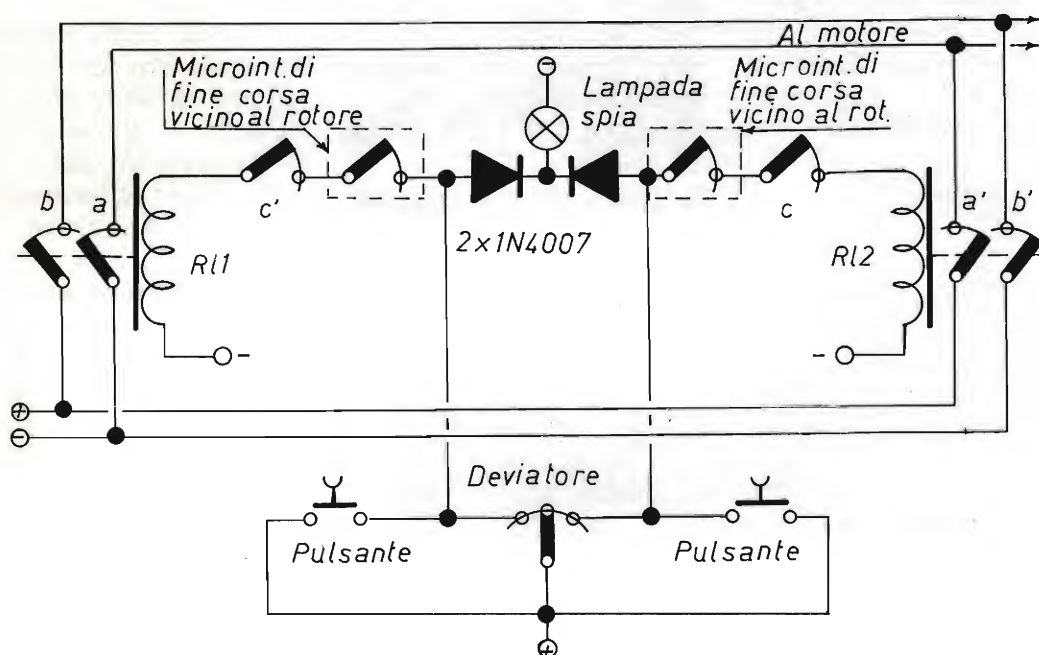 Al motore
Microint. di
fine corsa
vicino al rotore
Lampada
spia
Microint. di
fine corsa
vicino al rot.
b
a
c'
c
a'
b'
Rl1
2x1N4007
Rl2
-
-
+
-
Deviatore
Pulsante
Pulsante
+